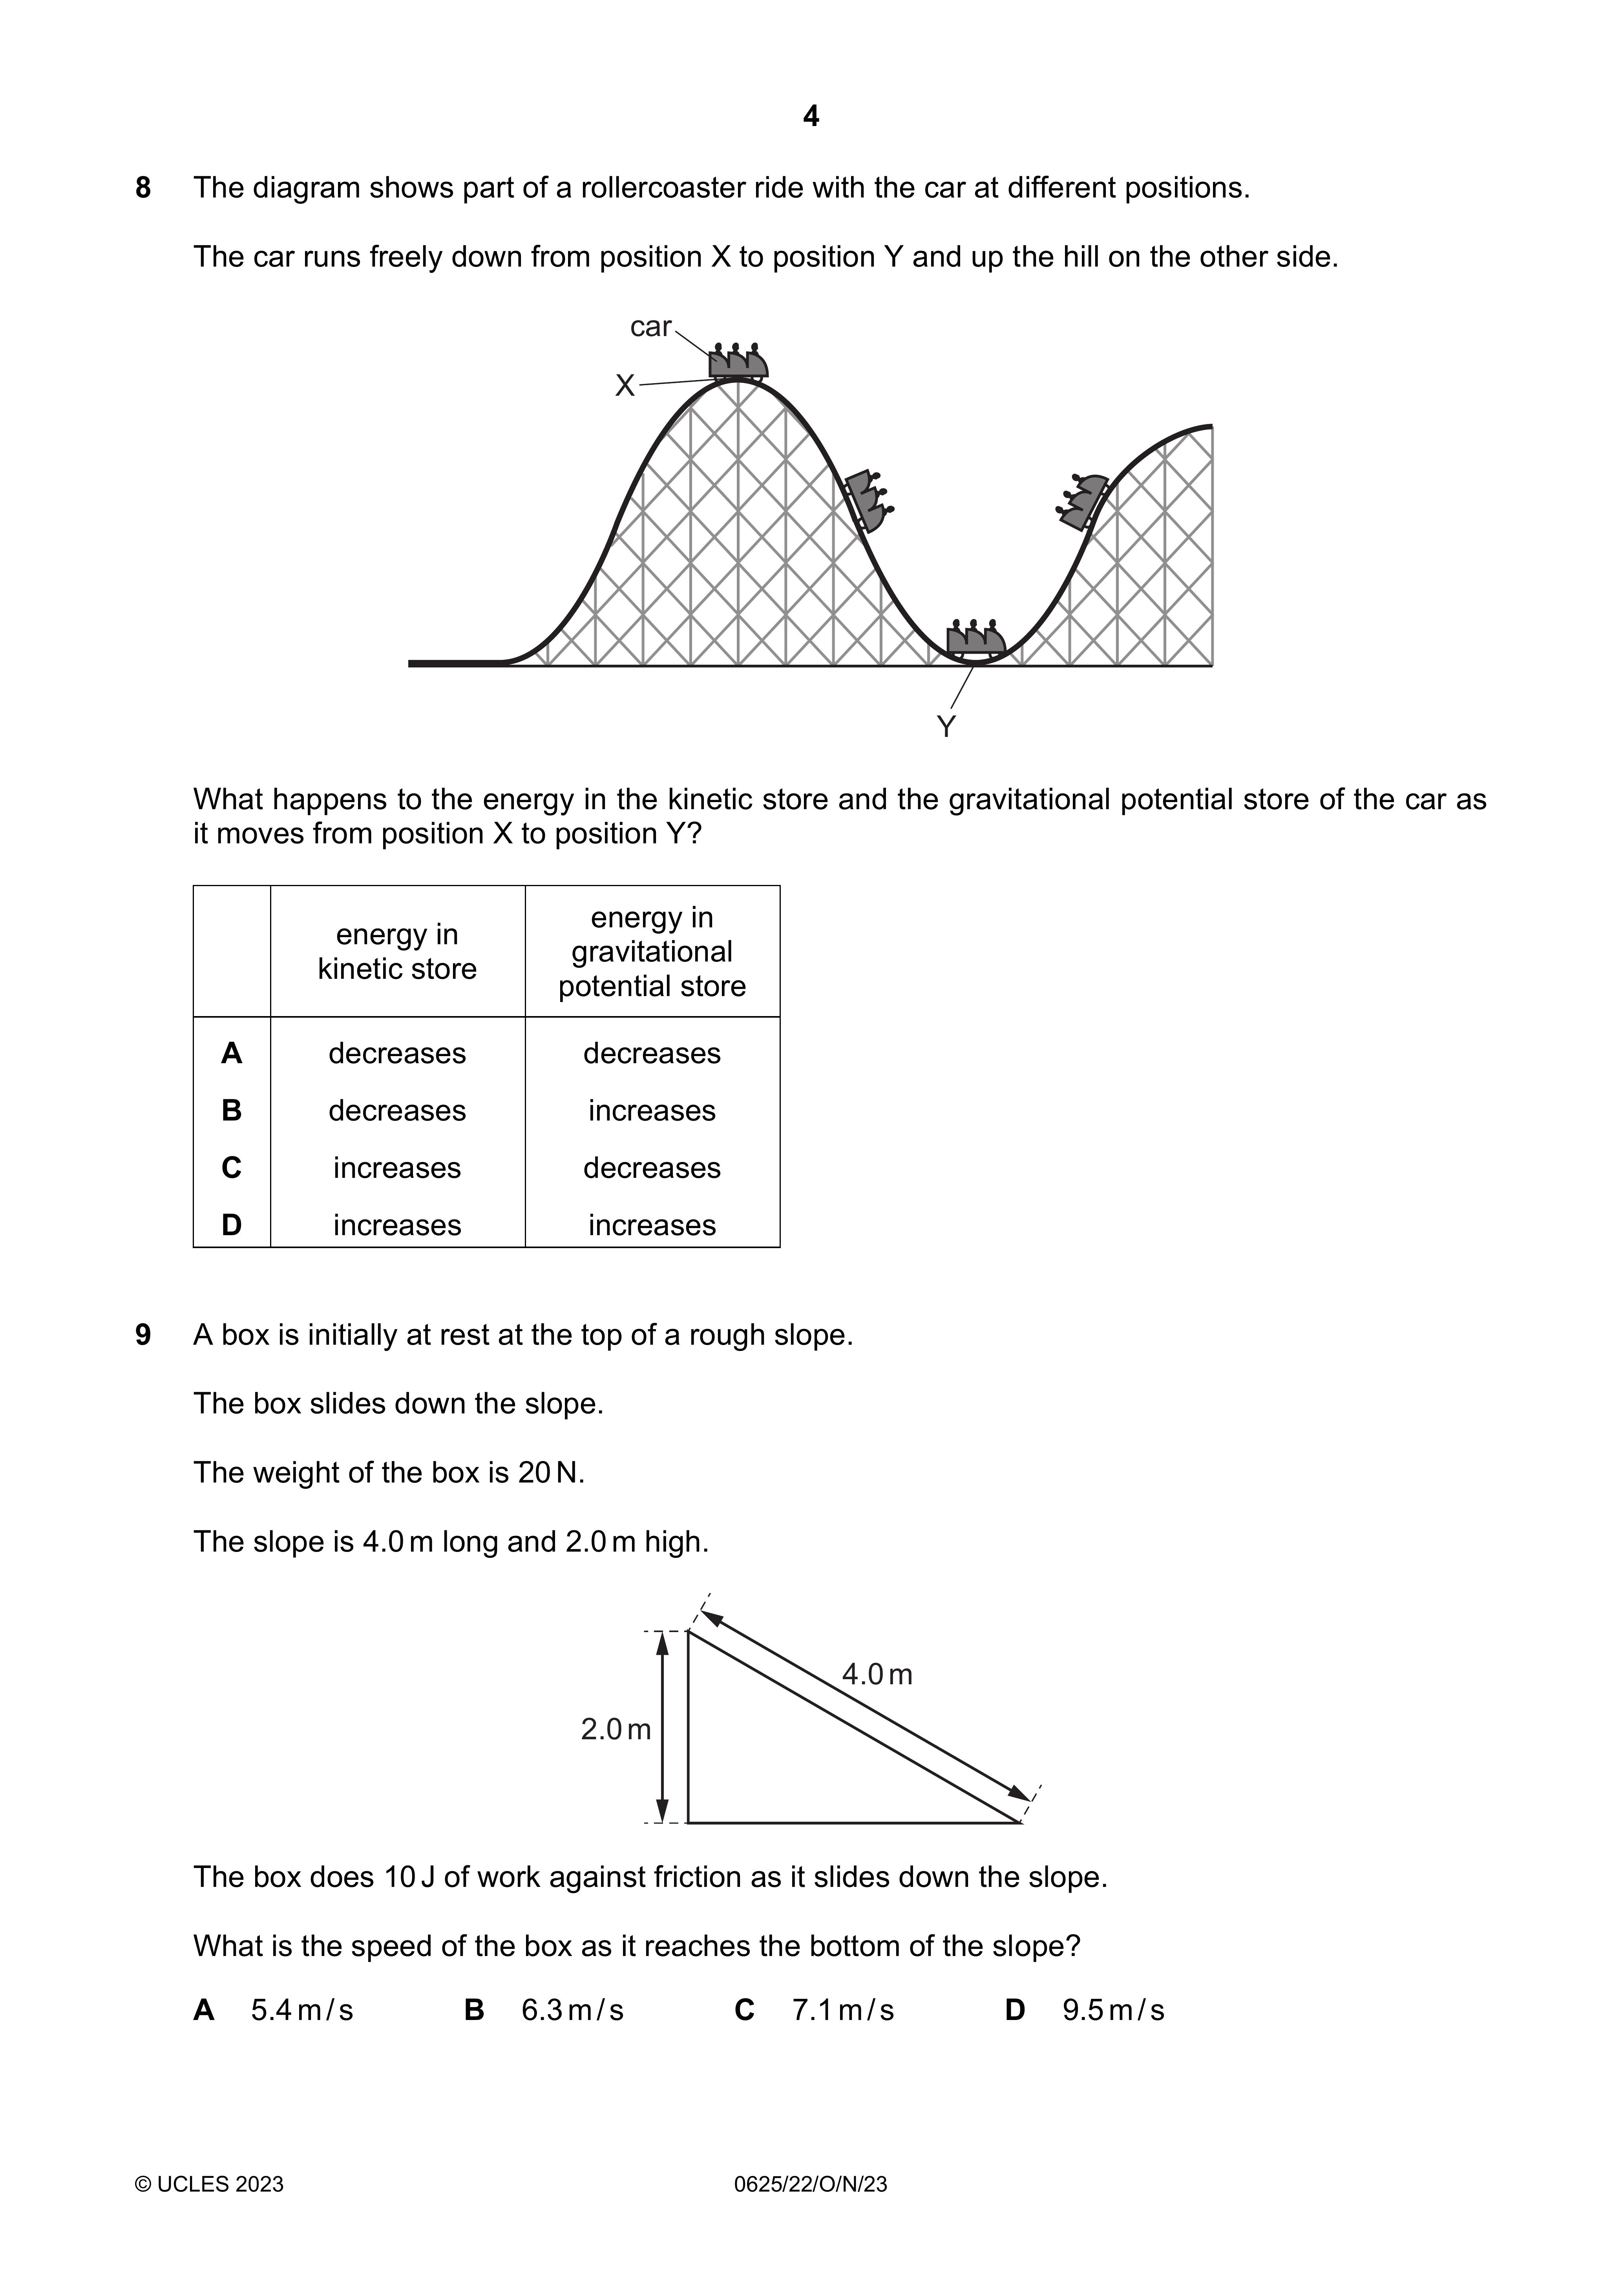 4
8 The diagram shows part of a rollercoaster ride with the car at different positions.
The car runs freely down from position X to position Y and up the hill on the other side.
car
X
Y
What happens to the energy in the kinetic store and the gravitational potential store of the car as
it moves from position X to position Y?
energy in
kinetic store
energy in
gravitational
potential store
A decreases decreases
B decreases increases
C increases decreases
D increases increases
9 A box is initially at rest at the top of a rough slope.
The box slides down the slope.
The weight of the box is 20 N.
The slope is 4.0 m long and 2.0 m high.
4.0 m
2.0 m
The box does 10 J of work against friction as it slides down the slope.
What is the speed of the box as it reaches the bottom of the slope?
A 5.4 m / s B 6.3 m / s C 7.1 m / s D 9.5 m / s
© UCLES 2023 0625/22/O/N/23